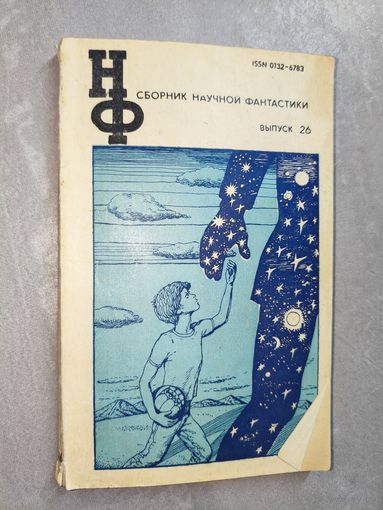 ISSN 0132-6783
НФ
СБОРНИК НАУЧНОЙ ФАНТАСТИКИ
ВЫПУСК 26